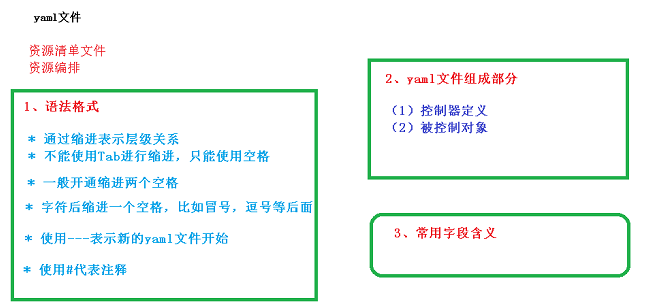 yaml文件
资源清单文件
资源编排
1、语法格式
* 通过缩进表示层级关系
* 不能使用Tab进行缩进，只能使用空格
* 一般开通缩进两个空格
* 字符后缩进一个空格，比如冒号，逗号等后面
* 使用---表示新的yaml文件开始
* 使用#代表注释
2、yaml文件组成部分
（1）控制器定义
（2）被控制对象
3、常用字段含义